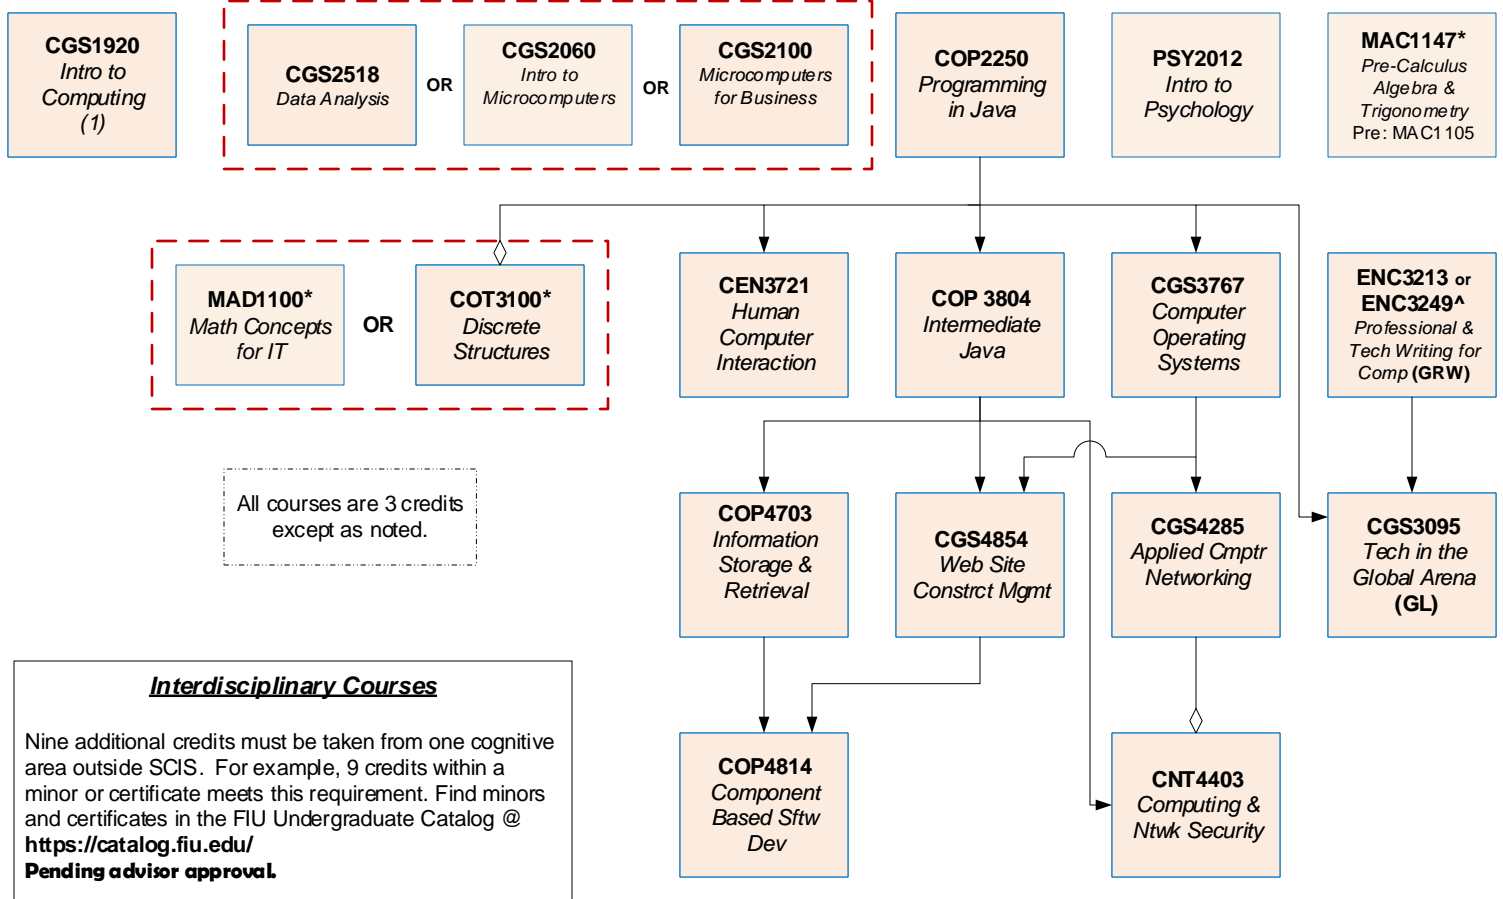 CGS1920
Intro to
Computing
(1)
CGS2518
Data Analysis
OR
CGS2060
Intro to
Microcomputers
OR
CGS2100
Microcomputers
for Business
COP2250
Programming
in Java
PSY2012
Intro to
Psychology
MAC1147*
Pre-Calculus
Algebra &
Trigonometry
Pre: MAC1105
MAD1100*
Math Concepts
for IT
OR
COT3100*
Discrete
Structures
CEN3721
Human
Computer
Interaction
COP 3804
Intermediate
Java
CGS3767
Computer
Operating
Systems
ENC3213 or
ENC3249^
Professional &
Tech Writing for
Comp (GRW)
All courses are 3 credits
except as noted.
COP4703
Information
Storage &
Retrieval
CGS4854
Web Site
Constrct Mgmt
CGS4285
Applied Cmptr
Networking
CGS3095
Tech in the
Global Arena
(GL)
Interdisciplinary Courses
Nine additional credits must be taken from one cognitive
area outside SCIS. For example, 9 credits within a
minor or certificate meets this requirement. Find minors
and certificates in the FIU Undergraduate Catalog @
https://catalog.fiu.edu/
Pending advisor approval.
COP4814
Component
Based Sftw
Dev
CNT4403
Computing &
Ntwk Security